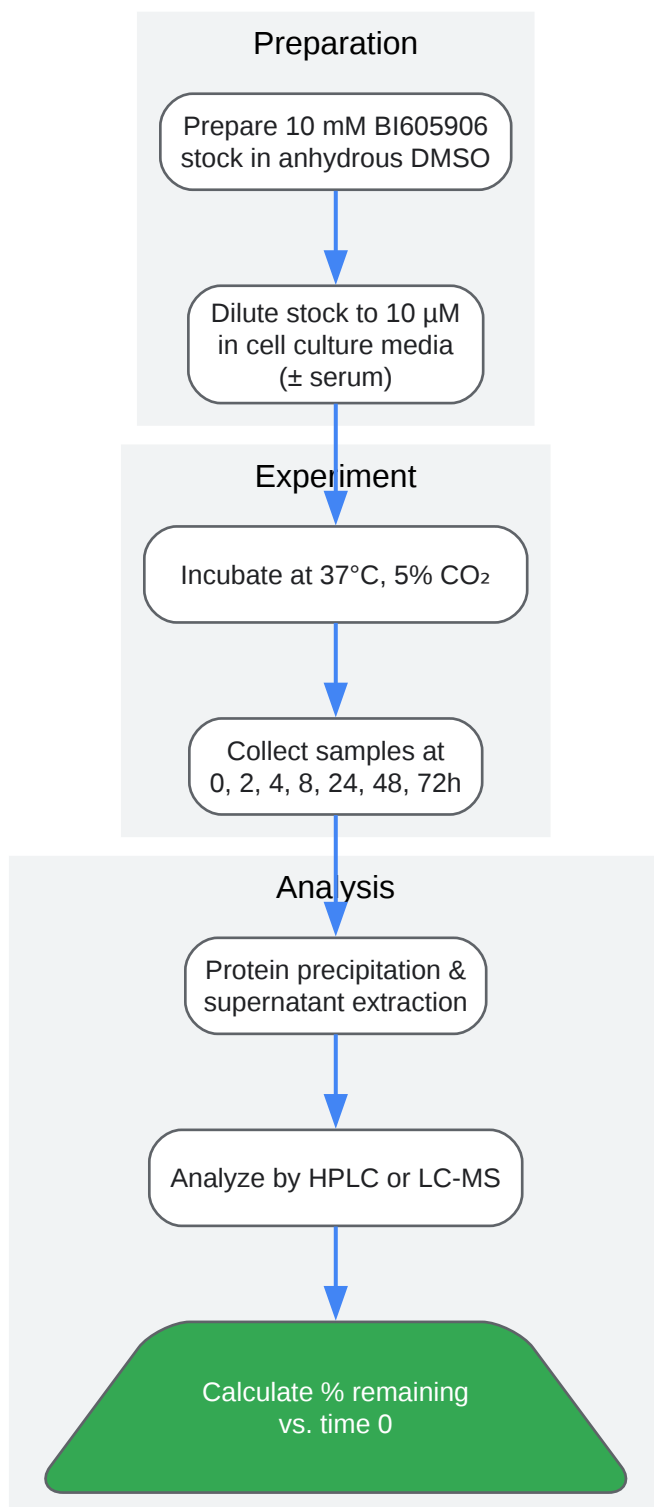 Preparation
Prepare 10 mM BI605906
stock in anhydrous DMSO
Dilute stock to 10 µM
in cell culture media
(± serum)
Experiment
Incubate at 37°C, 5% CO₂
Collect samples at
0, 2, 4, 8, 24, 48, 72h
Analysis
Protein precipitation &
supernatant extraction
Analyze by HPLC or LC-MS
Calculate % remaining
vs. time 0